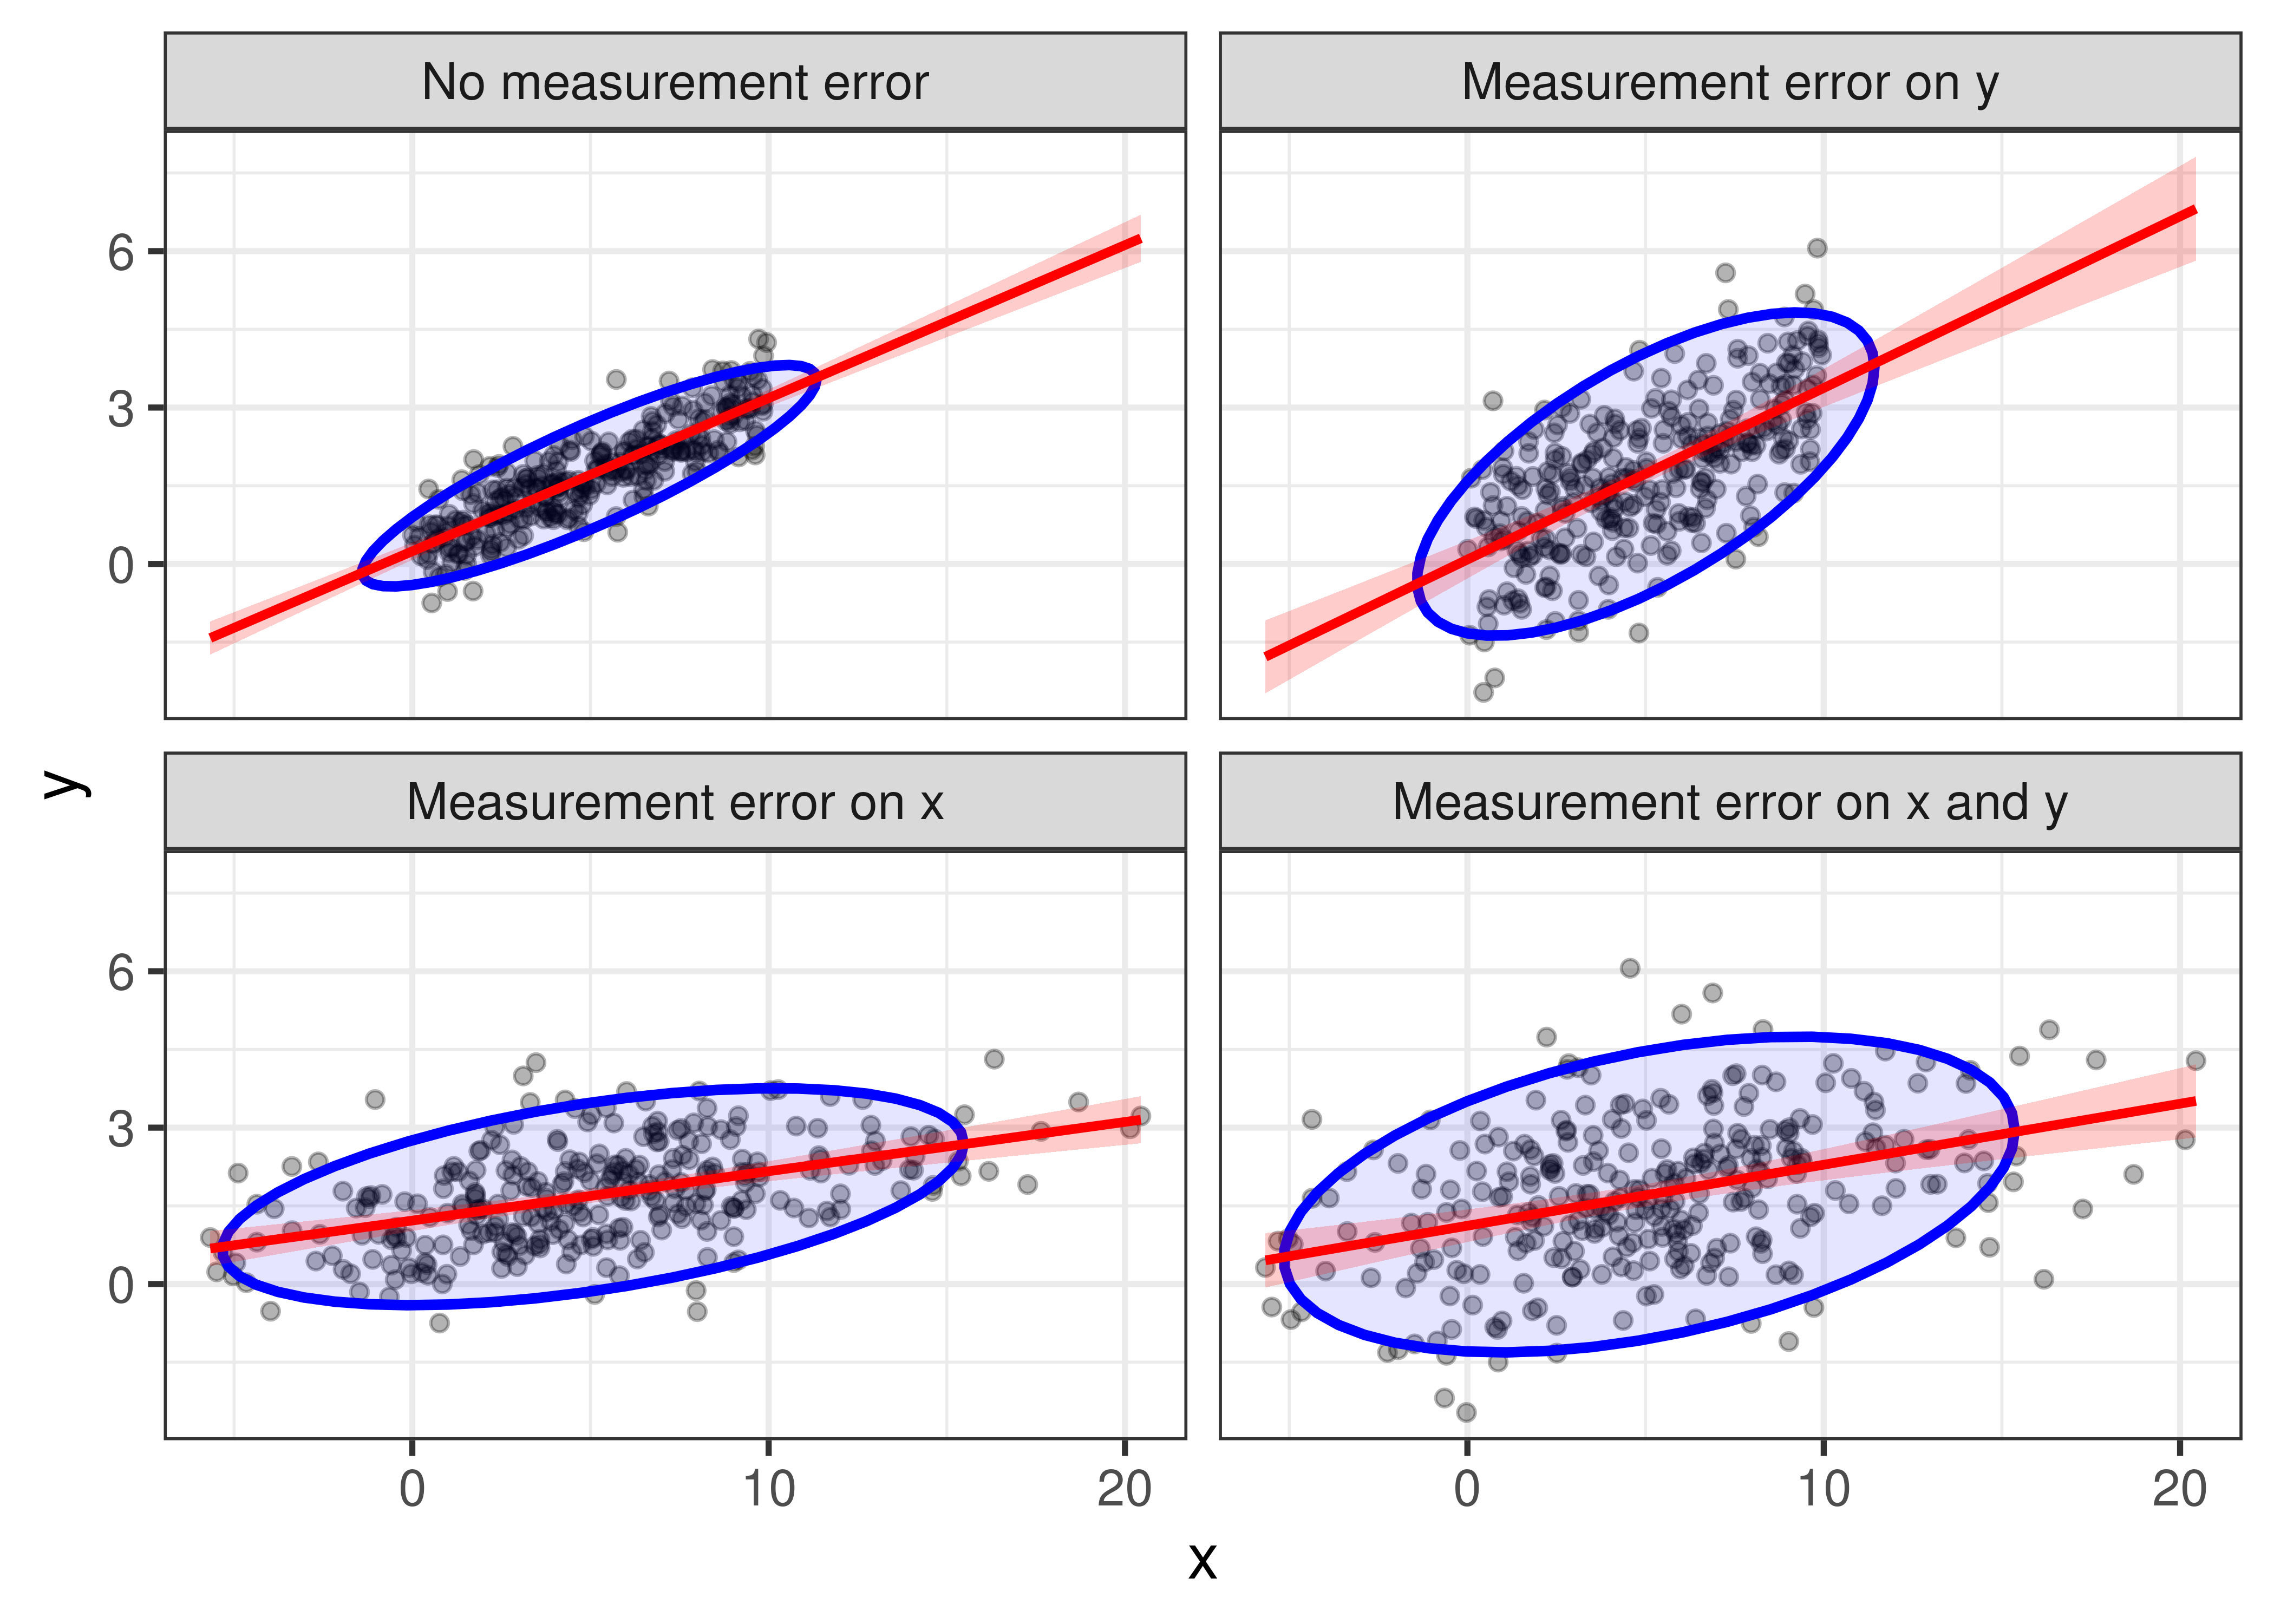 No measurement error
Measurement error on y
6
3
0
y
Measurement error on x
Measurement error on x and y
6
3
0
0
10
20
0
10
20
x